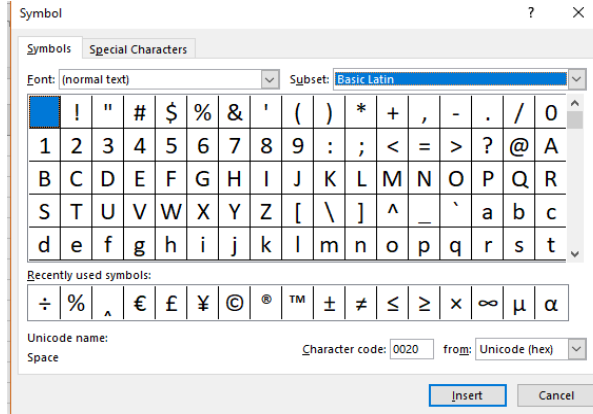 Symbol ? ×
Symbols Special Characters
Font: (normal text) Subset: Basic Latin
! " # $ % & ' ( ) * + , - . / 0
1 2 3 4 5 6 7 8 9 : ; < = > ? @ A
B C D E F G H I J K L M N O P Q R
S T U V W X Y Z [ \ ] ^ _ ` a b c
d e f g h i j k l m n o p q r s t
Recently used symbols:
÷ % ‸ € £ ¥ © ® ™ ± ≠ ≤ ≥ × ∞ µ α
Unicode name:
Space
Character code: 0020 from: Unicode (hex)
Insert Cancel